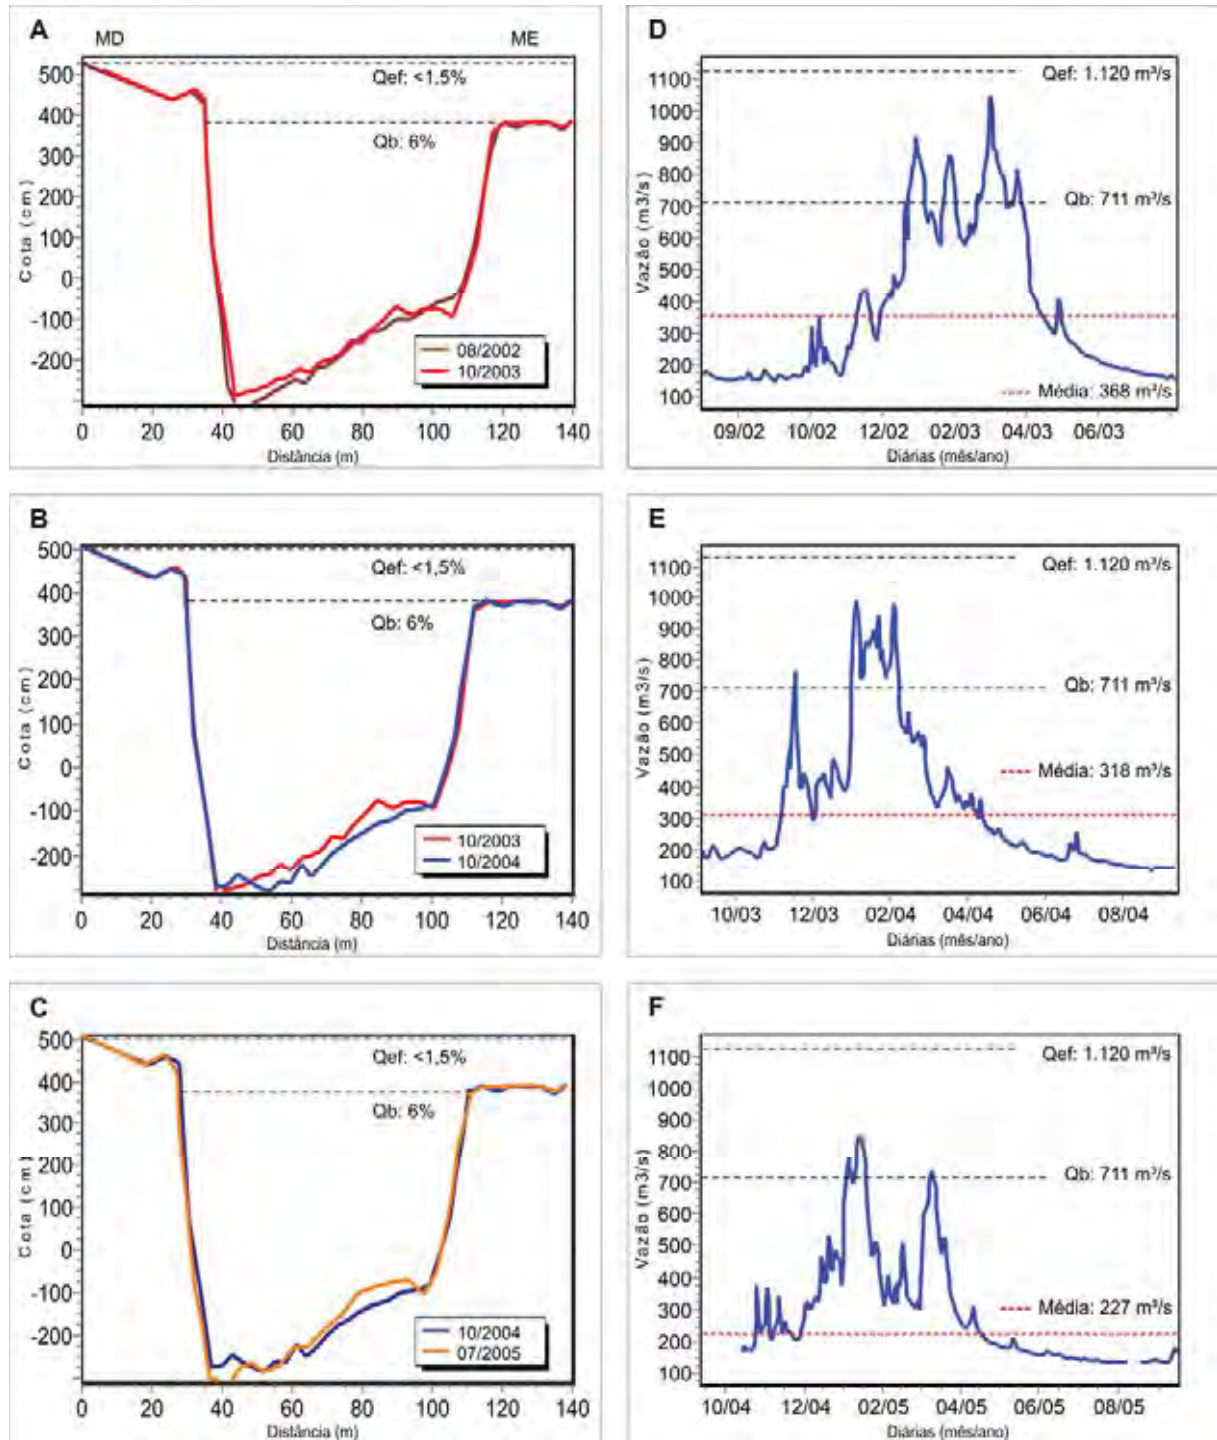 A
MD
ME
Cota (cm)
500
400
300
200
100
0
-100
-200
Qef: <1.5%
Qb: 6%
08/2002
10/2003
0 20 40 60 80 100 120 140
Distância (m)
D
Vazão (m3/s)
1100
1000
900
800
700
600
500
400
300
200
100
Qef: 1.120 m³/s
Qb: 711 m³/s
Média: 368 m³/s
09/02 10/02 12/02 02/03 04/03 06/03
Diárias (mês/ano)
B
Cota (cm)
500
400
300
200
100
0
-100
-200
Qef: <1,5%
Qb: 6%
10/2003
10/2004
0 20 40 60 80 100 120 140
Distância (m)
E
Vazão (m3/s)
1100
1000
900
800
700
600
500
400
300
200
100
Qef: 1.120 m³/s
Qb: 711 m³/s
Média: 318 m³/s
10/03 12/03 02/04 04/04 06/04 08/04
Diárias (mês/ano)
C
Cota (cm)
500
400
300
200
100
0
-100
-200
Qef: <1.5%
Qb: 6%
10/2004
07/2005
0 20 40 60 80 100 120 140
Distância (m)
F
Vazão (m3/s)
1100
1000
900
800
700
600
500
400
300
200
100
Qef: 1.120 m³/s
Qb: 711 m³/s
Média: 227 m³/s
10/04 12/04 02/05 04/05 06/05 08/05
Diárias (mês/ano)